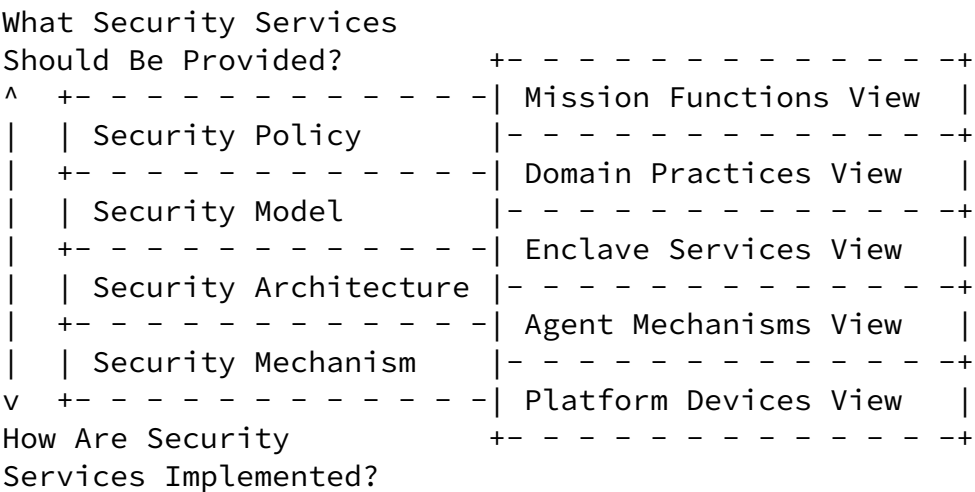 What Security Services
Should Be Provided?        +- - - - - - - - - - - - -+
^  +- - - - - - - - - - - -| Mission Functions View  |
|  | Security Policy       |- - - - - - - - - - - - -+
|  +- - - - - - - - - - - -| Domain Practices View   |
|  | Security Model        |- - - - - - - - - - - - -+
|  +- - - - - - - - - - - -| Enclave Services View   |
|  | Security Architecture |- - - - - - - - - - - - -+
|  +- - - - - - - - - - - -| Agent Mechanisms View   |
|  | Security Mechanism    |- - - - - - - - - - - - -+
v  +- - - - - - - - - - - -| Platform Devices View   |
How Are Security           +- - - - - - - - - - - - -+
Services Implemented?